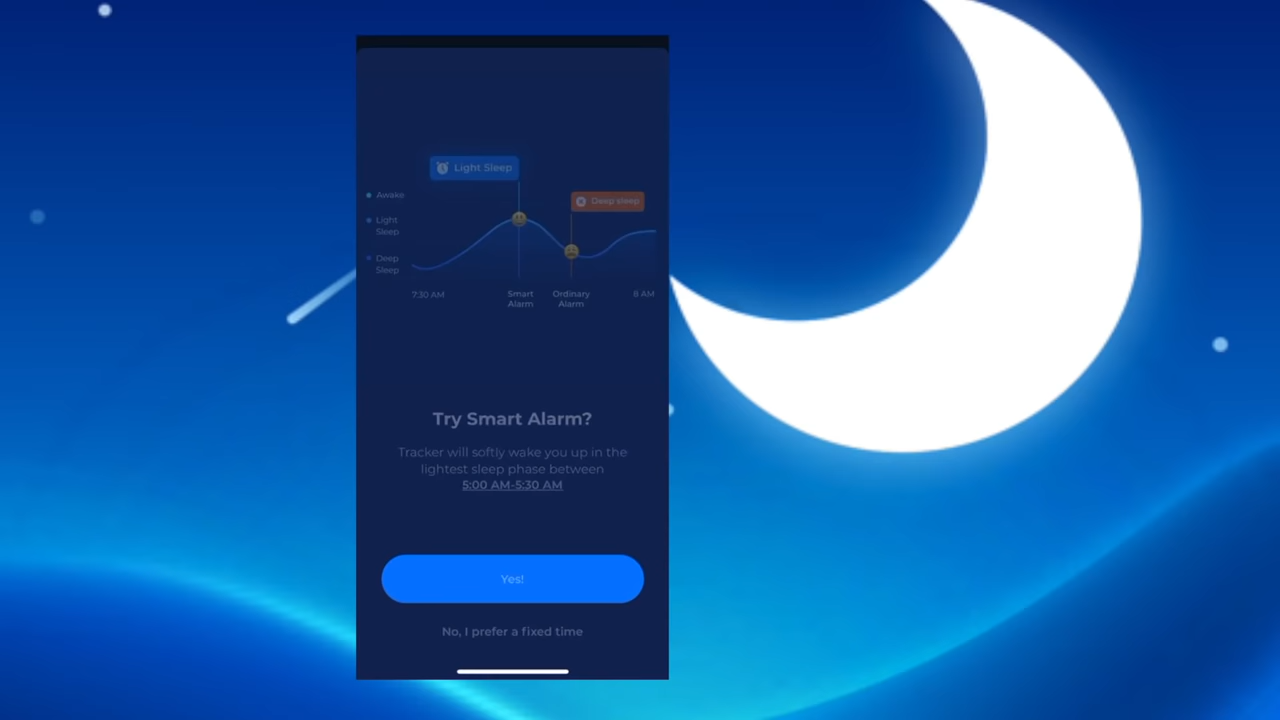 Light Sleep
Deep sleep
Awake
Light
Sleep
Deep
Sleep
7:30 AM
Smart
Alarm
Ordinary
Alarm
8 AM
Try Smart Alarm?
Tracker will softly wake you up in the
lightest sleep phase between
5:00 AM-5:30 AM
Yes!
No, I prefer a fixed time